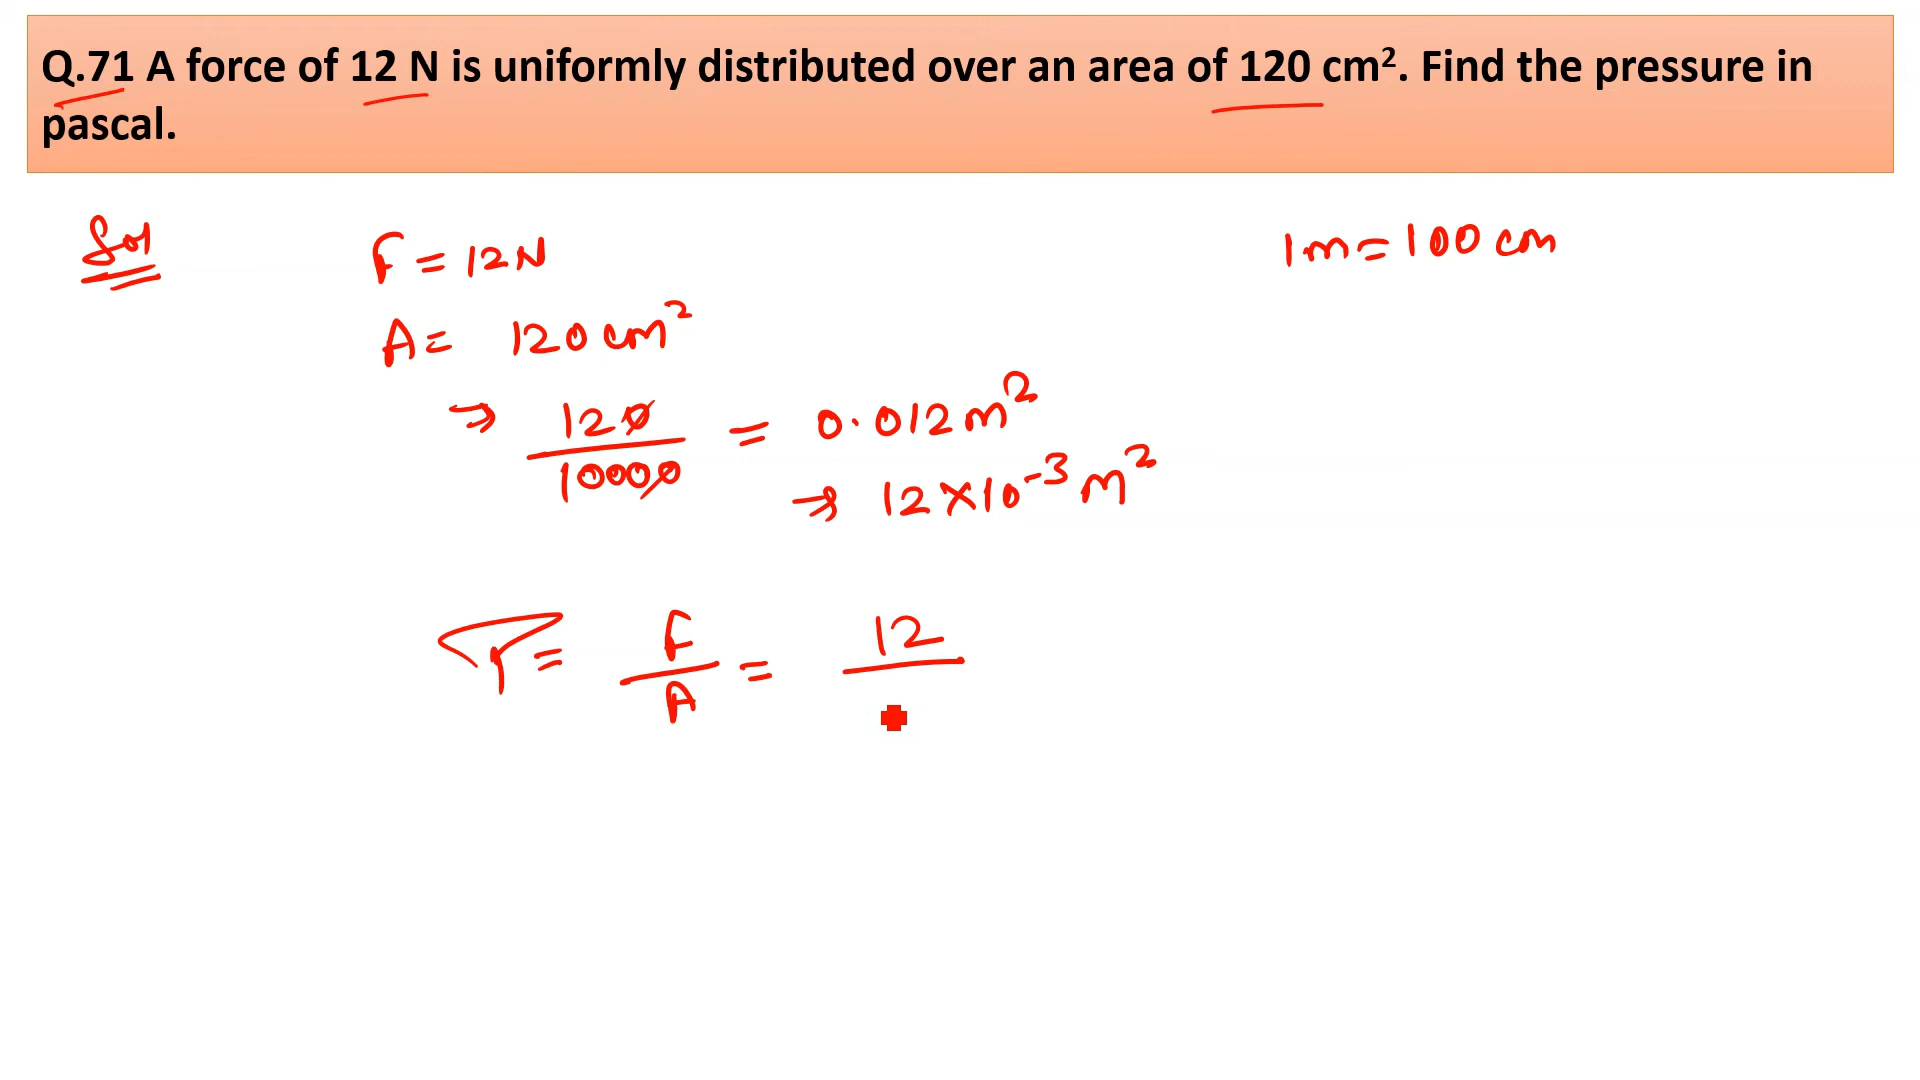 Q.71 A force of 12 N is uniformly distributed over an area of 120 cm². Find the pressure in
pascal.
Sol
F = 12N
1m = 100 cm
A = 120 cm²
⇒ 120/10000 = 0.012 m²
→ 12×10⁻³ m²
P = F/A = 12